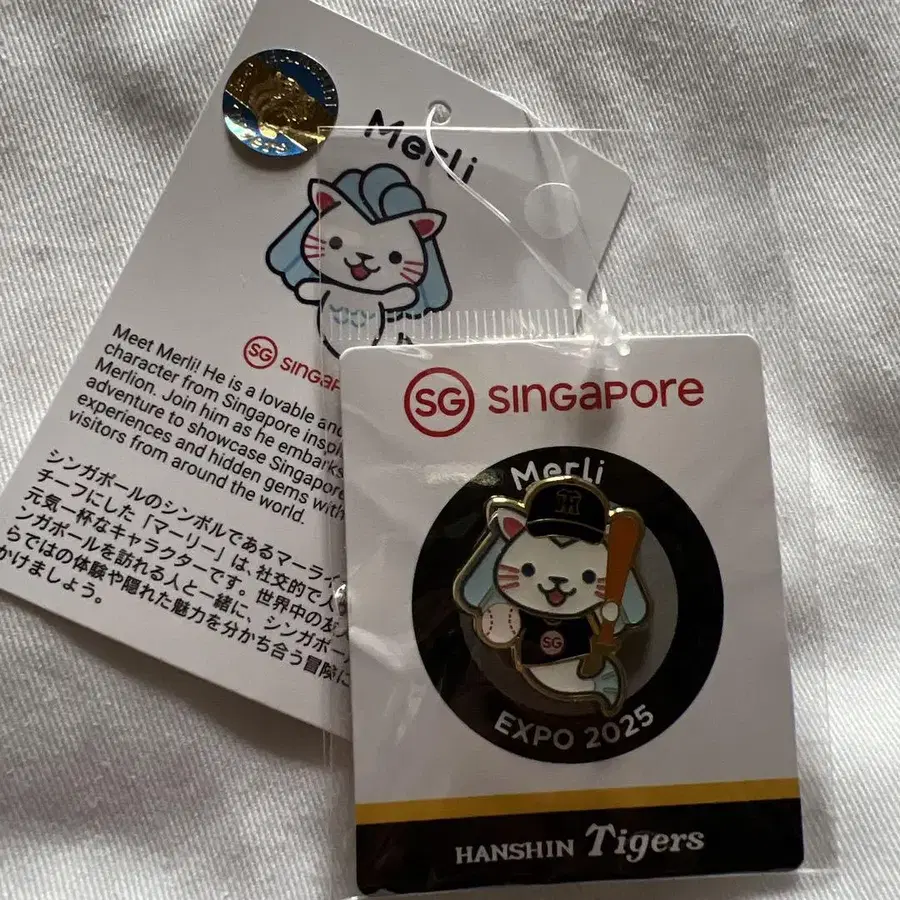 Merli
SG SINGAPORE
Meet Merli! He is a lovable
character from Singapore
Merlion. Join him as he embarks
adventure to showcase Singapore
experiences and hidden gems with
visitors from around the world.
シンガポールのシンボルであるマーライ
チーフにした「マーリー」は、社交的で人
元気一杯なキャラクターです。世界中の友
ンガポールを訪れる人と一緒に、シンガポー
らではの体験や隠れた魅力を分かち合う冒険に
かけましょう。
SG SINGAPORE
Merli
SG
EXPO 2025
HANSHIN Tigers